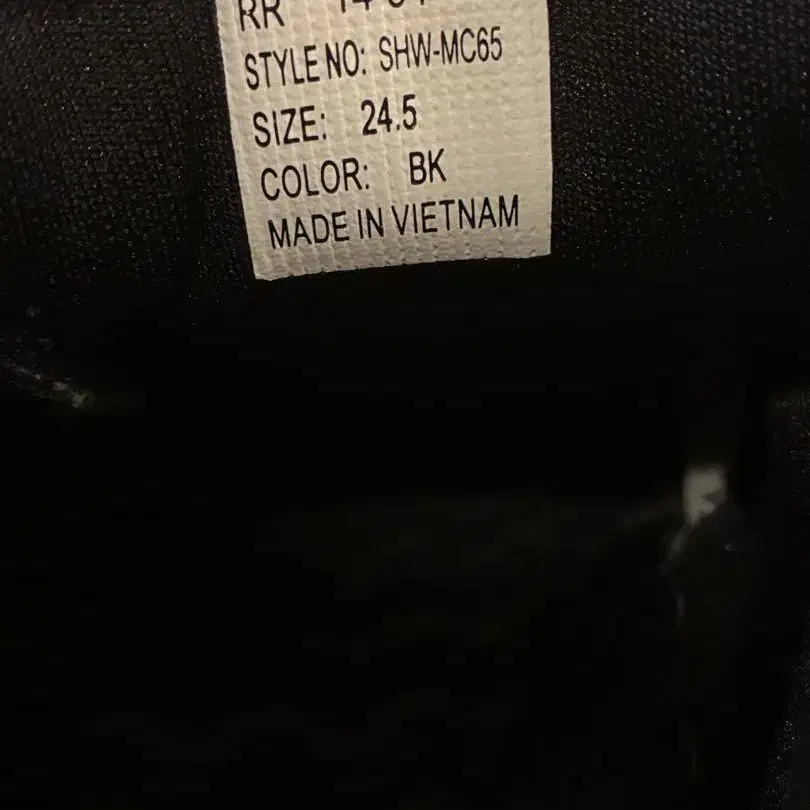 RR
STYLE NO: SHW-MC65
SIZE: 24.5
COLOR: BK
MADE IN VIETNAM